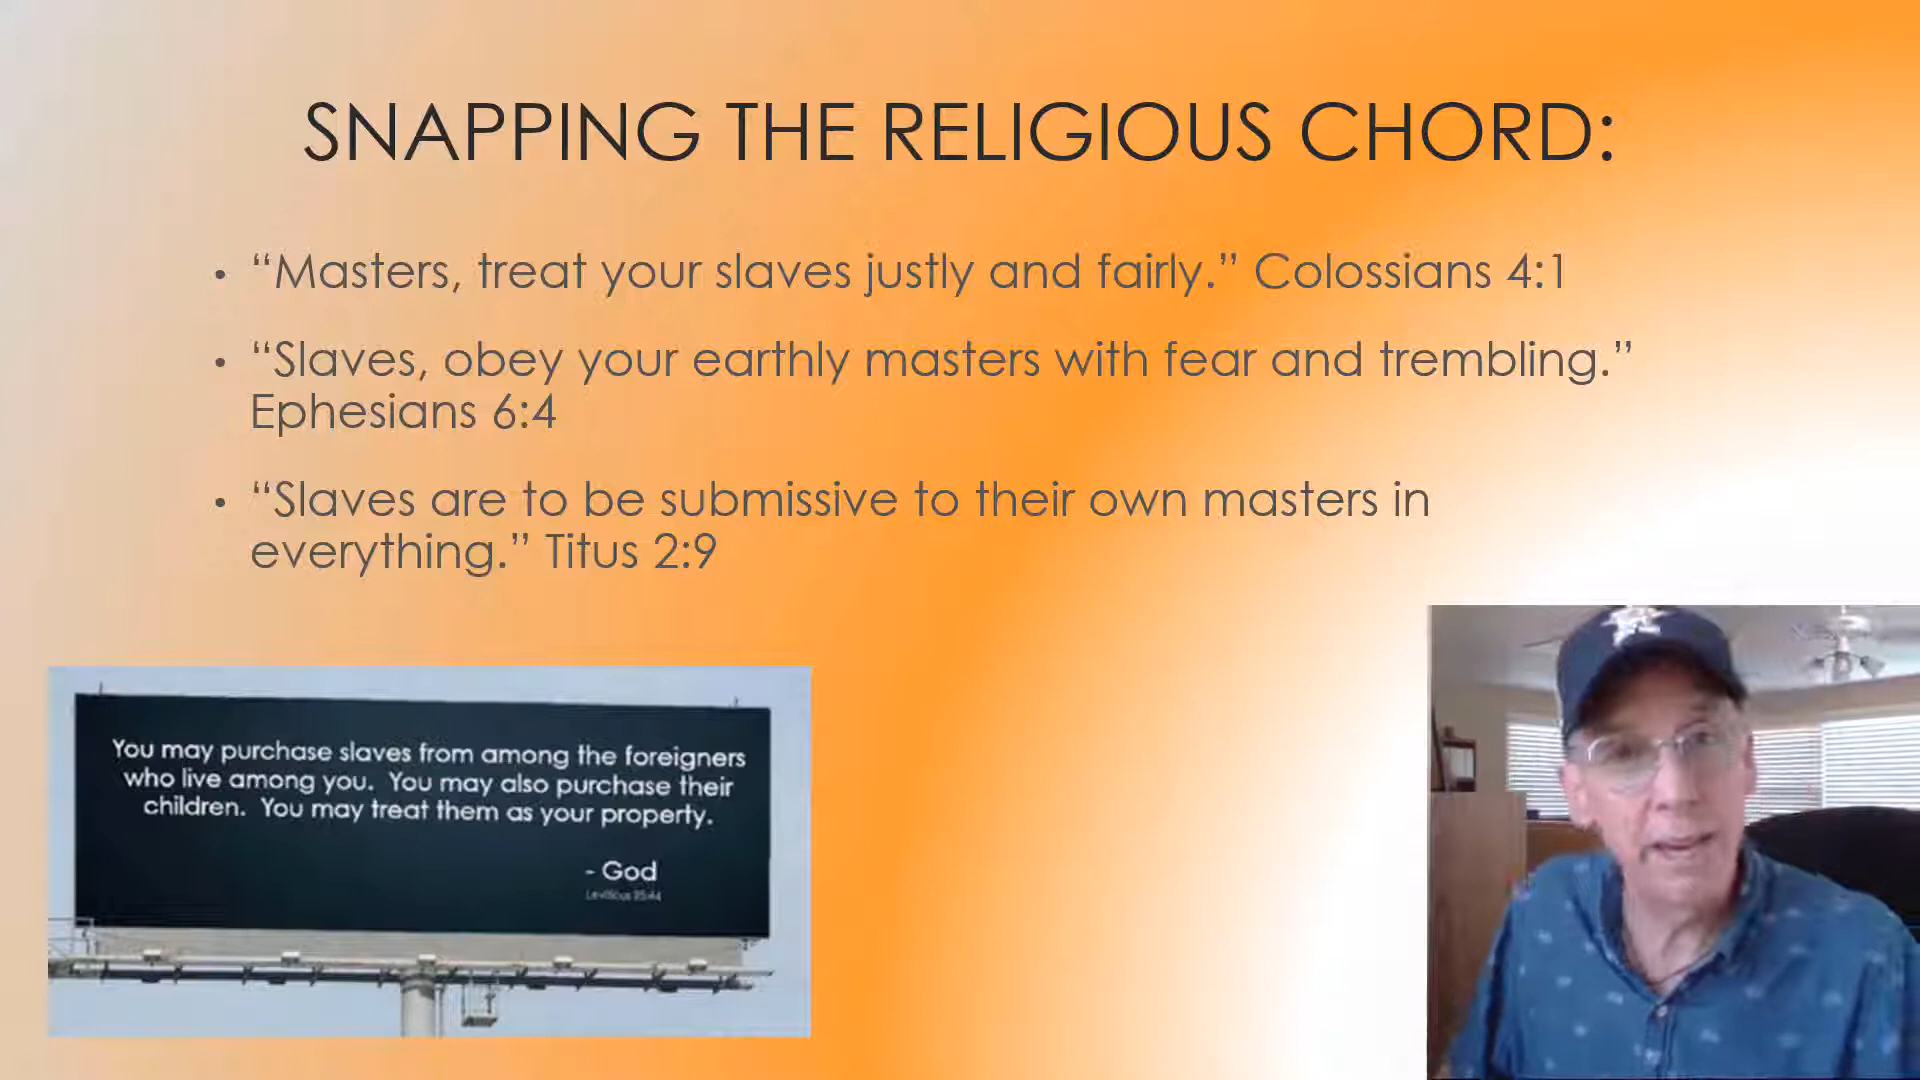 SNAPPING THE RELIGIOUS CHORD:
• “Masters, treat your slaves justly and fairly.” Colossians 4:1
• “Slaves, obey your earthly masters with fear and trembling.”
Ephesians 6:4
• “Slaves are to be submissive to their own masters in
everything.” Titus 2:9
You may purchase slaves from among the foreigners
who live among you. You may also purchase their
children. You may treat them as your property.
- God
Leviticus 25:44